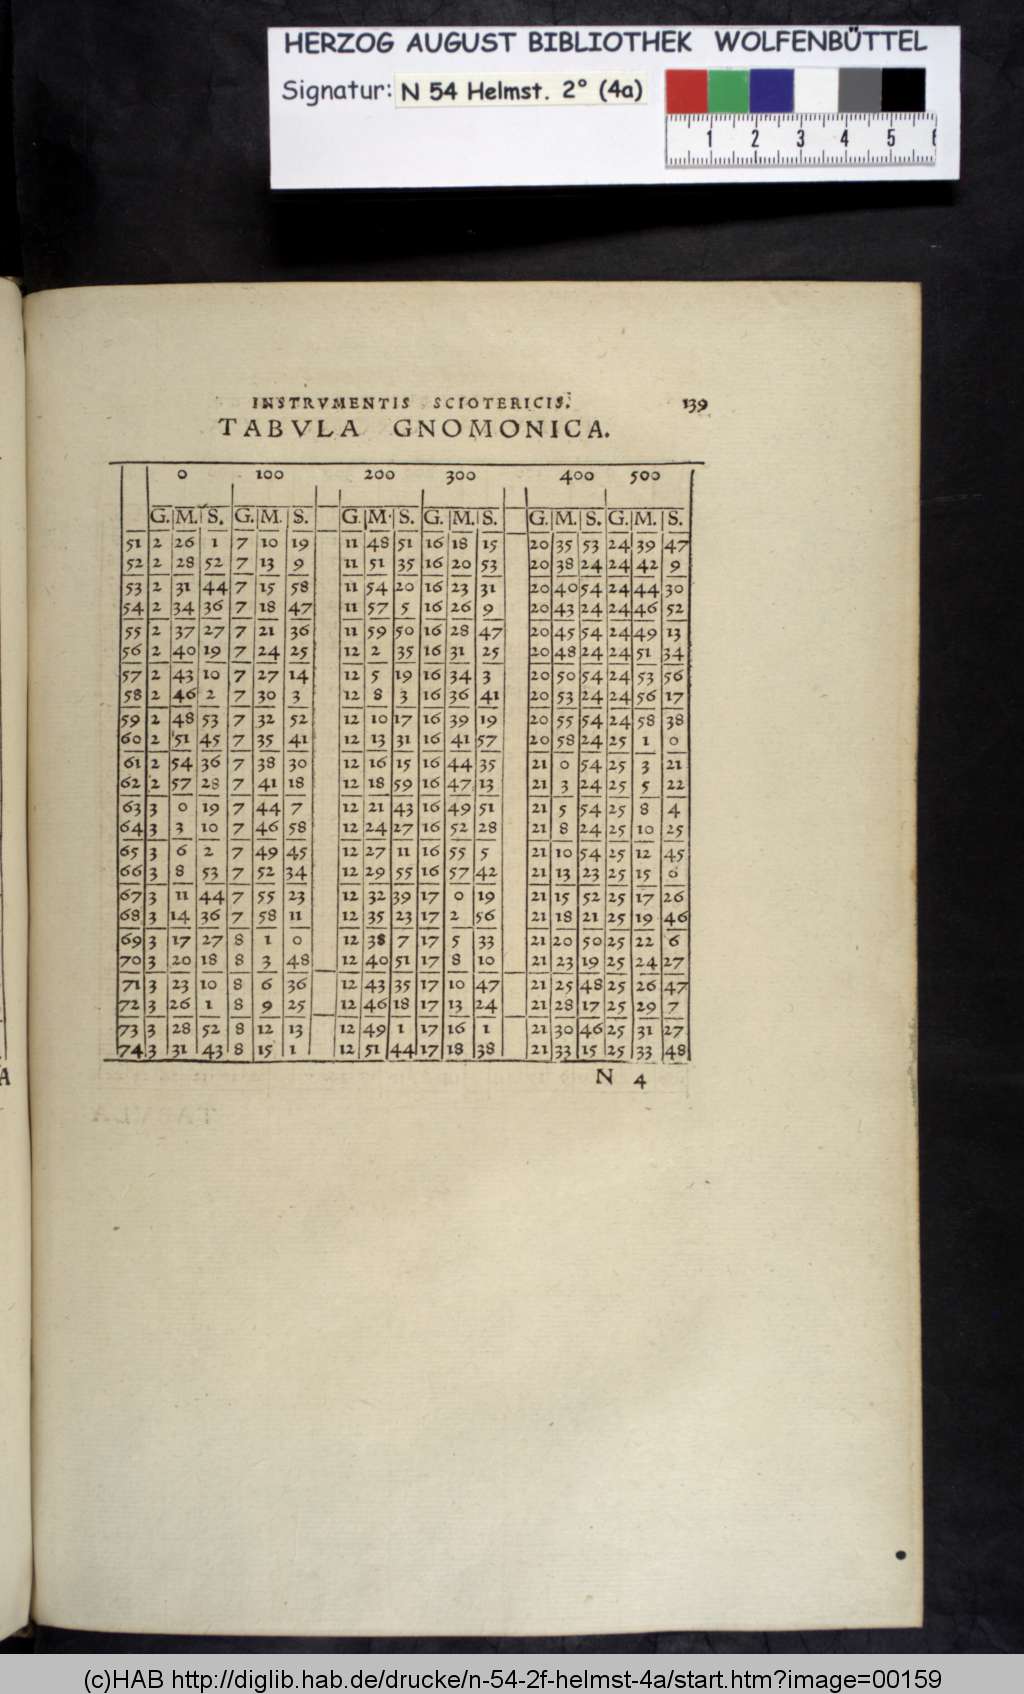 HERZOG AUGUST BIBLIOTHEK WOLFENBÜTTEL
Signatur: N 54 Helmst. 2° (4a)
1 2 3 4 5 6
INSTRVMENTIS SCIOTERICIS. 139
TABVLA GNOMONICA.
0 100 200 300 400 500
G. M. S. G. M. S. G. M. S. G. M. S. G. M. S. G. M. S.
51 2 26 1 7 10 19 11 48 51 16 18 15 20 35 53 24 39 47
52 2 28 52 7 13 9 11 51 35 16 20 53 20 38 24 24 42 9
53 2 31 44 7 15 58 11 54 20 16 23 31 20 40 54 24 44 30
54 2 34 36 7 18 47 11 57 5 16 26 9 20 43 24 24 46 52
55 2 37 27 7 21 36 11 59 50 16 28 47 20 45 54 24 49 13
56 2 40 19 7 24 25 12 2 35 16 31 25 20 48 24 24 51 34
57 2 43 10 7 27 14 12 5 19 16 34 3 20 50 54 24 53 56
58 2 46 2 7 30 3 12 8 3 16 36 41 20 53 24 24 56 17
59 2 48 53 7 32 52 12 10 17 16 39 19 20 55 54 24 58 38
60 2 51 45 7 35 41 12 13 31 16 41 57 20 58 24 25 1 0
61 2 54 36 7 38 30 12 16 15 16 44 35 21 0 54 25 3 21
62 2 57 28 7 41 18 12 18 59 16 47 13 21 3 24 25 5 22
63 3 0 19 7 44 7 12 21 43 16 49 51 21 5 54 25 8 4
64 3 3 10 7 46 58 12 24 27 16 52 28 21 8 24 25 10 25
65 3 6 2 7 49 45 12 27 11 16 55 5 21 10 54 25 12 45
66 3 8 53 7 52 34 12 29 55 16 57 42 21 13 23 25 15 6
67 3 11 44 7 55 23 12 32 39 17 0 19 21 15 52 25 17 26
68 3 14 36 7 58 11 12 35 23 17 2 56 21 18 21 25 19 46
69 3 17 27 8 1 0 12 38 7 17 5 33 21 20 50 25 22 6
70 3 20 18 8 3 48 12 40 51 17 8 10 21 23 19 25 24 27
71 3 23 10 8 6 36 12 43 35 17 10 47 21 25 48 25 26 47
72 3 26 1 8 9 25 12 46 18 17 13 24 21 28 17 25 29 7
73 3 28 52 8 12 13 12 49 1 17 16 1 21 30 46 25 31 27
74 3 31 43 8 15 1 12 51 44 17 18 38 21 33 15 25 33 48
N 4
(c)HAB http://diglib.hab.de/drucke/n-54-2f-helmst-4a/start.htm?image=00159